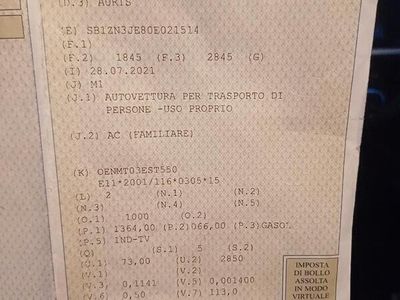 (D.3) AURIS
(E) SB1ZN3JE80E021514
(F.1)
(F.2) 1845 (F.3) 2845 (G)
(I) 28.07.2021
(J) M1
(J.1) AUTOVETTURA PER TRASPORTO DI
PERSONE -USO PROPRIO
(J.2) AC (FAMILIARE)
(K) OENMT03EST550
E11*2001/116*0305*15
(L) 2 (N.1) (N.2)
(N.3) (N.4) (N.5)
(O.1) 1000 (O.2)
(P.1) 1364,00 (P.2)066,00 (P.3)GASOL
(P.5) 1ND-TV
(Q) (S.1) 5 (S.2)
(U.1) 73,00 (U.2) 2850
(V.1) (V.2)
(V.3) 0,1141 (V.5) 0,001400
(V.6) 0,50 (V.7) 113,0
IMPOSTA
DI BOLLO
ASSOLTA
IN MODO
VIRTUALE